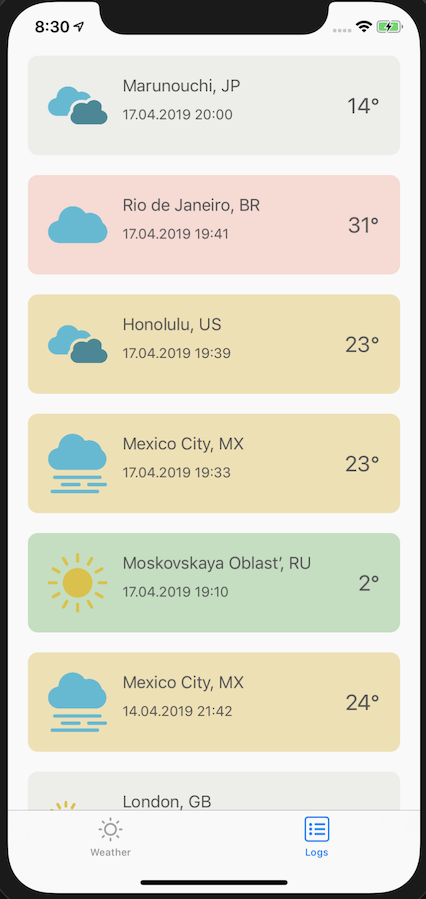 8:30
Marunouchi, JP
17.04.2019 20:00
14°
Rio de Janeiro, BR
17.04.2019 19:41
31°
Honolulu, US
17.04.2019 19:39
23°
Mexico City, MX
17.04.2019 19:33
23°
Moskovskaya Oblast’, RU
17.04.2019 19:10
2°
Mexico City, MX
14.04.2019 21:42
24°
London, GB
Weather
Logs